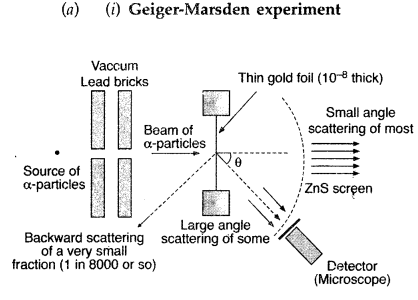 (a) (i) Geiger-Marsden experiment
Vaccum
Lead bricks
Thin gold foil (10⁻⁸ thick)
Small angle
scattering of most
Beam of
α-particles
θ
Source of
α-particles
ZnS screen
Large angle
scattering of some
Backward scattering
of a very small
fraction (1 in 8000 or so)
Detector
(Microscope)